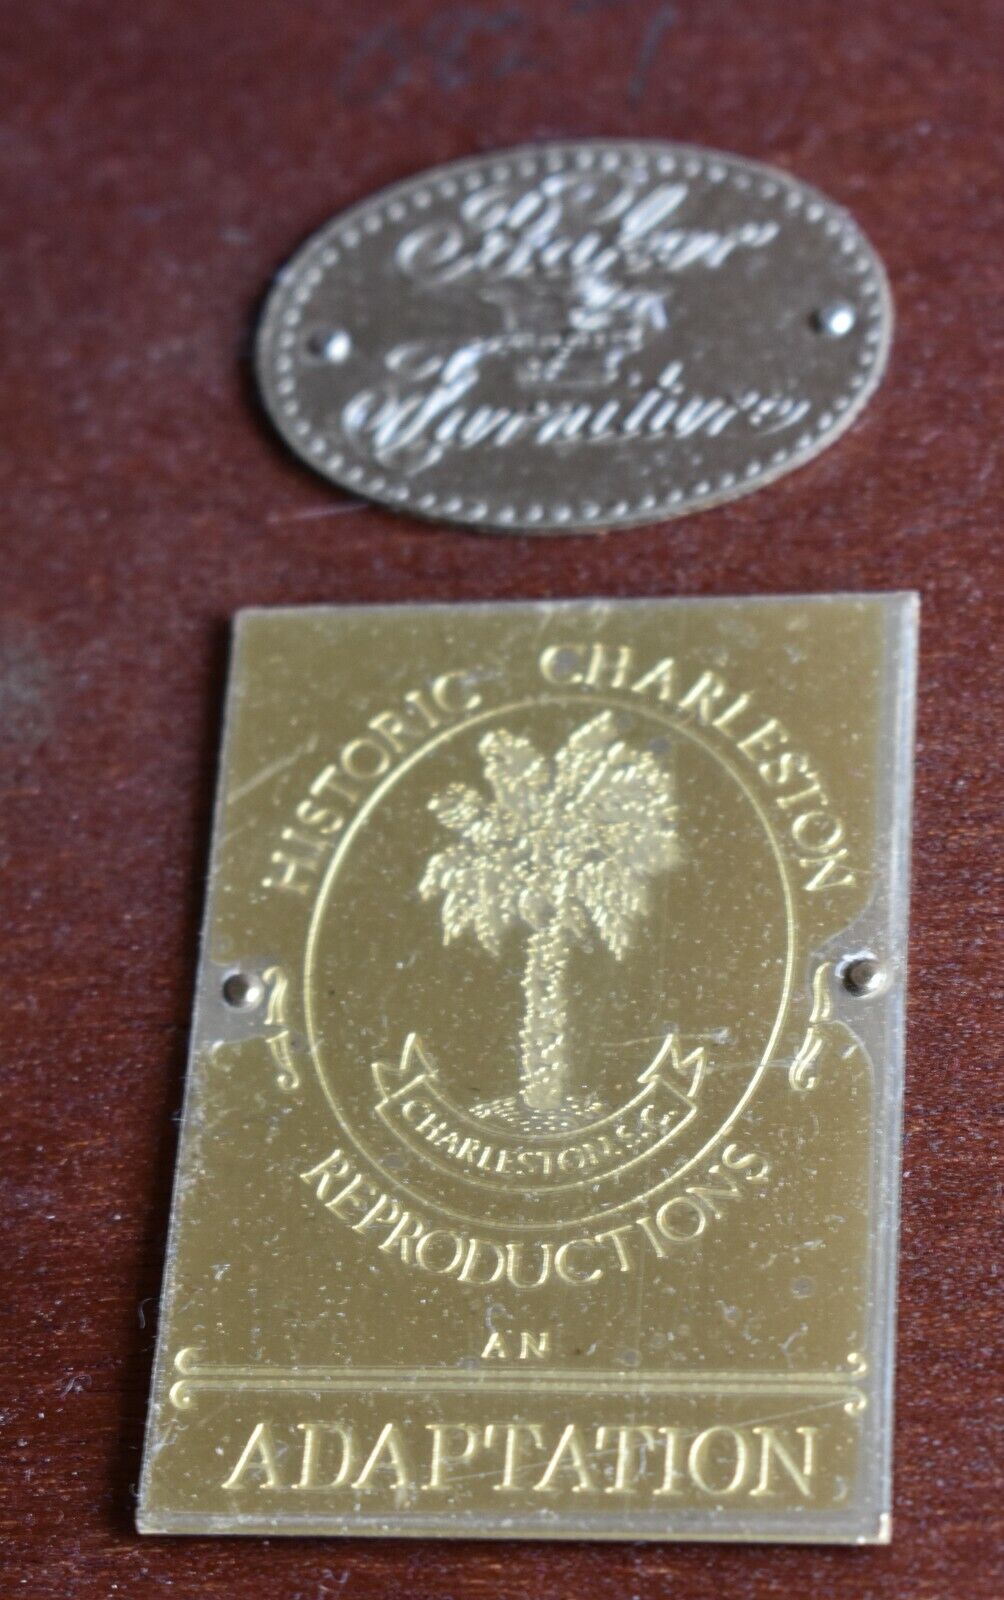 Baker
Furniture
HISTORIC CHARLESTON
CHARLESTON, S.C.
REPRODUCTIONS
AN
ADAPTATION